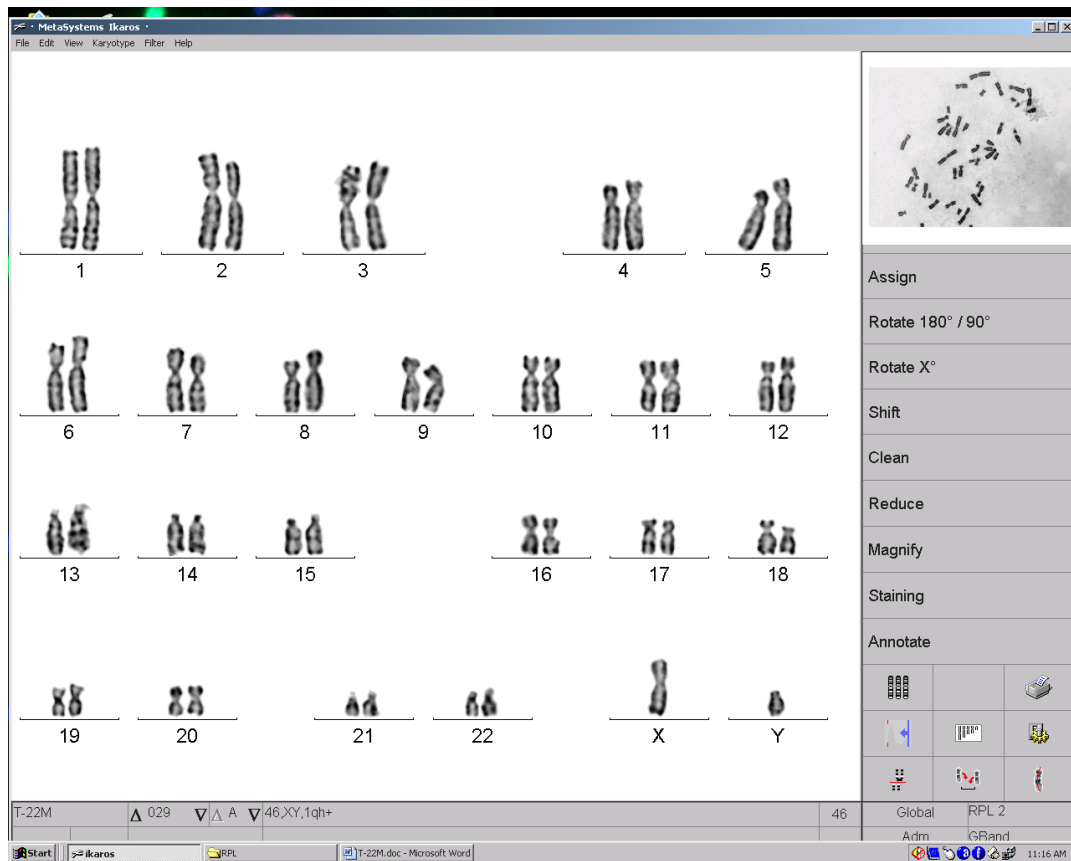 MetaSystems Ikaros
File Edit View Karyotype Filter Help
1 2 3 4 5
6 7 8 9 10 11 12
13 14 15 16 17 18
19 20 21 22 X Y
Assign
Rotate 180° / 90°
Rotate X°
Shift
Clean
Reduce
Magnify
Staining
Annotate
T-22M 029 A 46,XY,1qh+ 46 Global RPL 2
Adm GBand
Start ikaros RPL T-22M.doc - Microsoft Word 11:16 AM